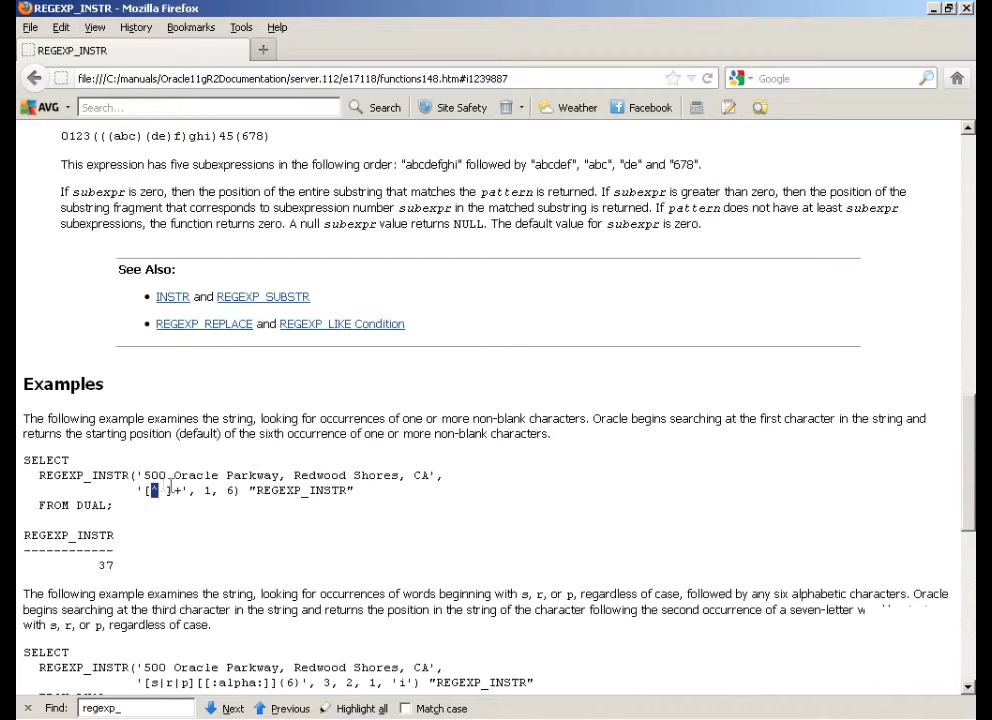 REGEXP_INSTR - Mozilla Firefox
File Edit View History Bookmarks Tools Help
REGEXP_INSTR
file:///C:/manuals/Oracle11gR2Documentation/server.112/e17118/functions148.htm#i1239887
Google
AVG Search... Search Site Safety Weather Facebook
0123(((abc)(de)f)ghi)45(678)
This expression has five subexpressions in the following order: "abcdefghi" followed by "abcdef", "abc", "de" and "678".
If subexpr is zero, then the position of the entire substring that matches the pattern is returned. If subexpr is greater than zero, then the position of the
substring fragment that corresponds to subexpression number subexpr in the matched substring is returned. If pattern does not have at least subexpr
subexpressions, the function returns zero. A null subexpr value returns NULL. The default value for subexpr is zero.
See Also:
• INSTR and REGEXP_SUBSTR
• REGEXP_REPLACE and REGEXP_LIKE Condition
Examples
The following example examines the string, looking for occurrences of one or more non-blank characters. Oracle begins searching at the first character in the string and
returns the starting position (default) of the sixth occurrence of one or more non-blank characters.
SELECT
REGEXP_INSTR('500 Oracle Parkway, Redwood Shores, CA',
'[^ ]+', 1, 6) "REGEXP_INSTR"
FROM DUAL;
REGEXP_INSTR
------------
37
The following example examines the string, looking for occurrences of words beginning with s, r, or p, regardless of case, followed by any six alphabetic characters. Oracle
begins searching at the third character in the string and returns the position in the string of the character following the second occurrence of a seven-letter
with s, r, or p, regardless of case.
SELECT
REGEXP_INSTR('500 Oracle Parkway, Redwood Shores, CA',
'[s|r|p][[:alpha:]]{6}', 3, 2, 1, 'i') "REGEXP_INSTR"
Find: regexp_ Next Previous Highlight all Match case